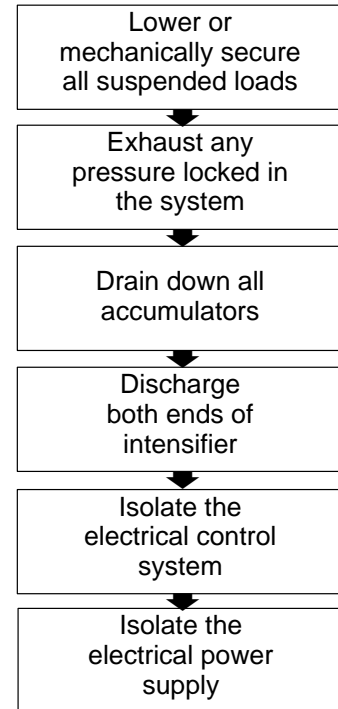 Lower or
mechanically secure
all suspended loads
Exhaust any
pressure locked in
the system
Drain down all
accumulators
Discharge
both ends of
intensifier
Isolate the
electrical control
system
Isolate the
electrical power
supply